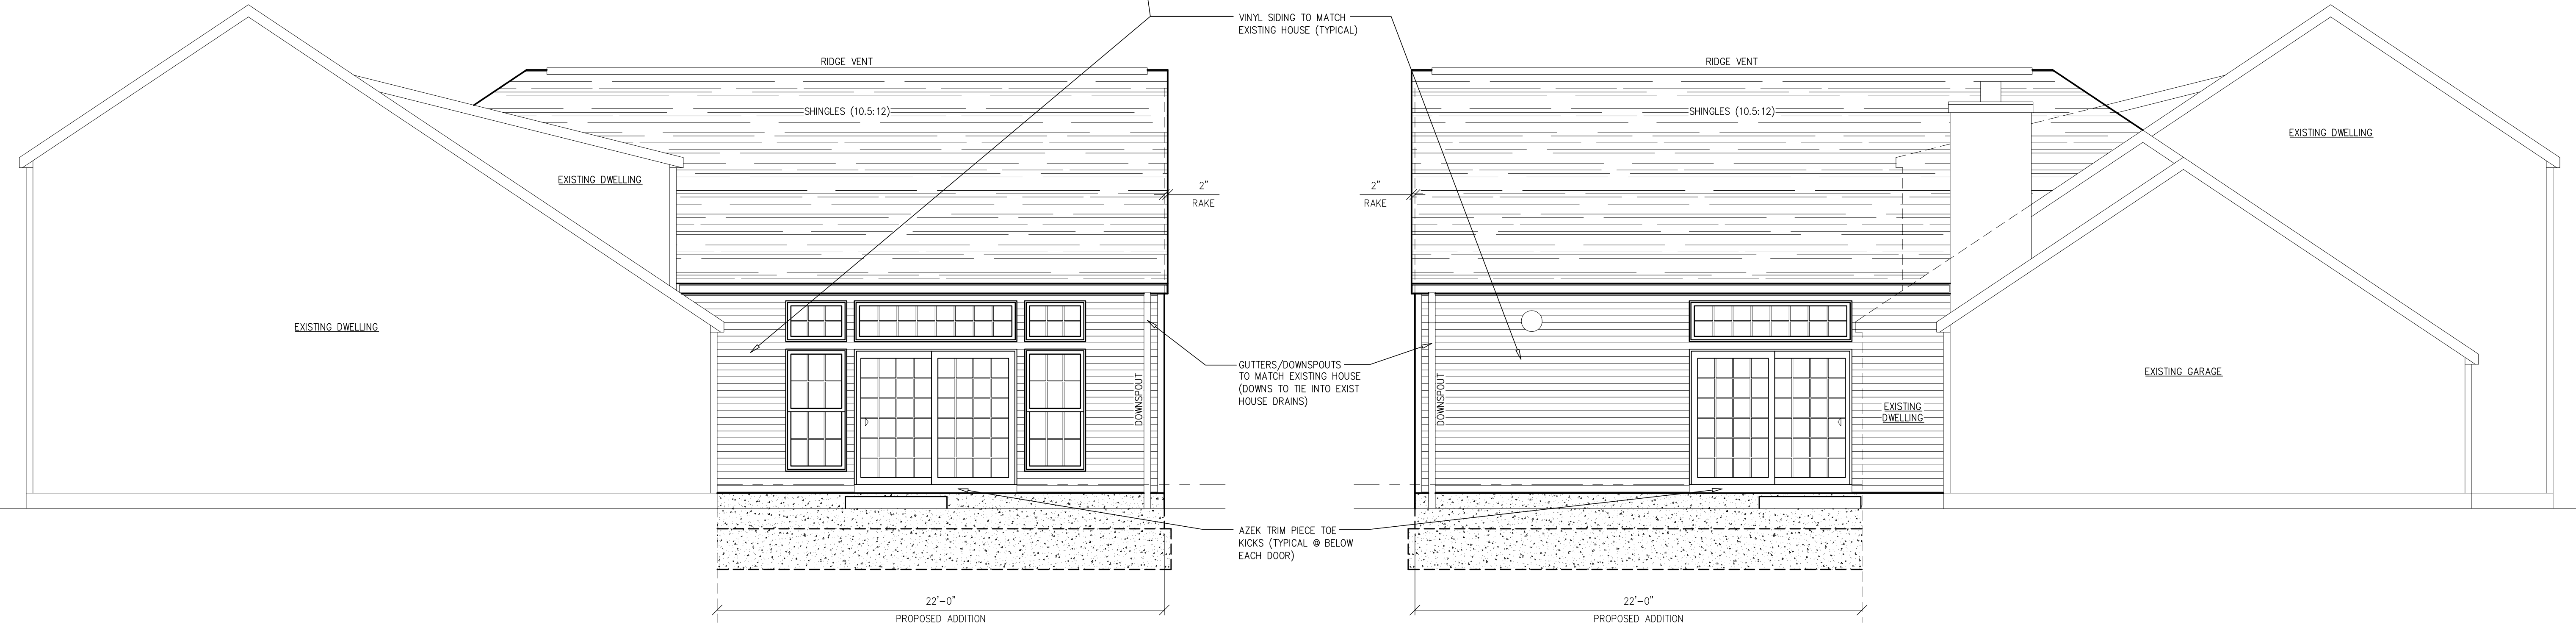 VINYL SIDING TO MATCH
EXISTING HOUSE (TYPICAL)
RIDGE VENT
RIDGE VENT
SHINGLES (10.5:12)
SHINGLES (10.5:12)
EXISTING DWELLING
EXISTING DWELLING
2"
RAKE
2"
RAKE
EXISTING DWELLING
GUTTERS/DOWNSPOUTS
TO MATCH EXISTING HOUSE
(DOWNS TO TIE INTO EXIST
HOUSE DRAINS)
DOWNSPOUT
DOWNSPOUT
EXISTING GARAGE
EXISTING
DWELLING
AZEK TRIM PIECE TOE
KICKS (TYPICAL @ BELOW
EACH DOOR)
22'-0"
PROPOSED ADDITION
22'-0"
PROPOSED ADDITION